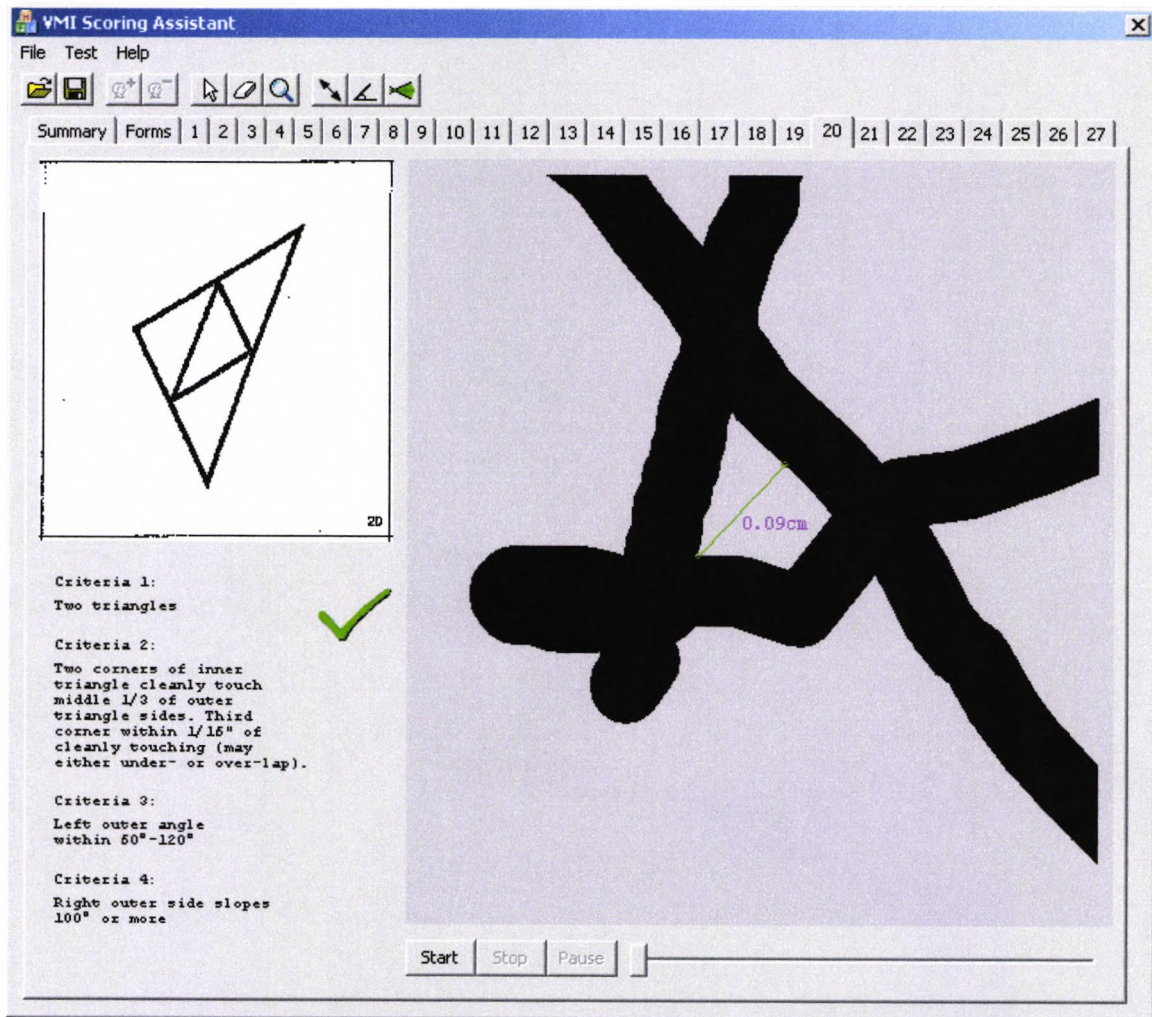 VMI Scoring Assistant
File Test Help
Summary Forms 1 2 3 4 5 6 7 8 9 10 11 12 13 14 15 16 17 18 19 20 21 22 23 24 25 26 27
20
Criteria 1:
Two triangles
Criteria 2:
Two corners of inner
triangle cleanly touch
middle 1/3 of outer
triangle sides. Third
corner within 1/16" of
cleanly touching (may
either under- or over-lap).
Criteria 3:
Left outer angle
within 60°-120°
Criteria 4:
Right outer side slopes
100° or more
0.09cm
Start Stop Pause